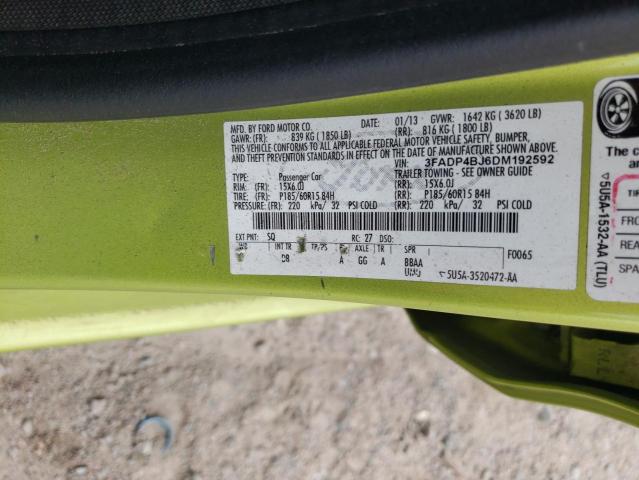 MFD. BY FORD MOTOR CO. DATE: 01/13 GVWR: 1642 KG ( 3620 LB)
GAWR: (FR): 839 KG (1850 LB) (RR): 816 KG ( 1800 LB)
THIS VEHICLE CONFORMS TO ALL APPLICABLE
FEDERAL MOTOR VEHICLE SAFETY, BUMPER,
AND THEFT PREVENTION STANDARDS IN EFFECT ON
THE DATE OF MANUFACTURE SHOWN ABOVE.
VIN: 3FADP4BJ6DM192592
TYPE: Passenger Car TRAILER TOWING - SEE OWNER GUIDE
RIM: (FR): 15X6.0J (RR): 15X6.0J
TIRE: (FR): P185/60R15 84H (RR): P185/60R15 84H
PRESSURE: (FR): 220 kPa/ 32 PSI COLD (RR): 220 kPa/ 32 PSI COLD
EXT PNT: SQ RC: 27 DSO: F0065
WB INT TR TP/PS AXLE TR SPR
D8 A GG A BBAA
5U5A-3520472-AA
5U5A-1532-AA (TLU)
The c
TIR
FRO
REA
SPA